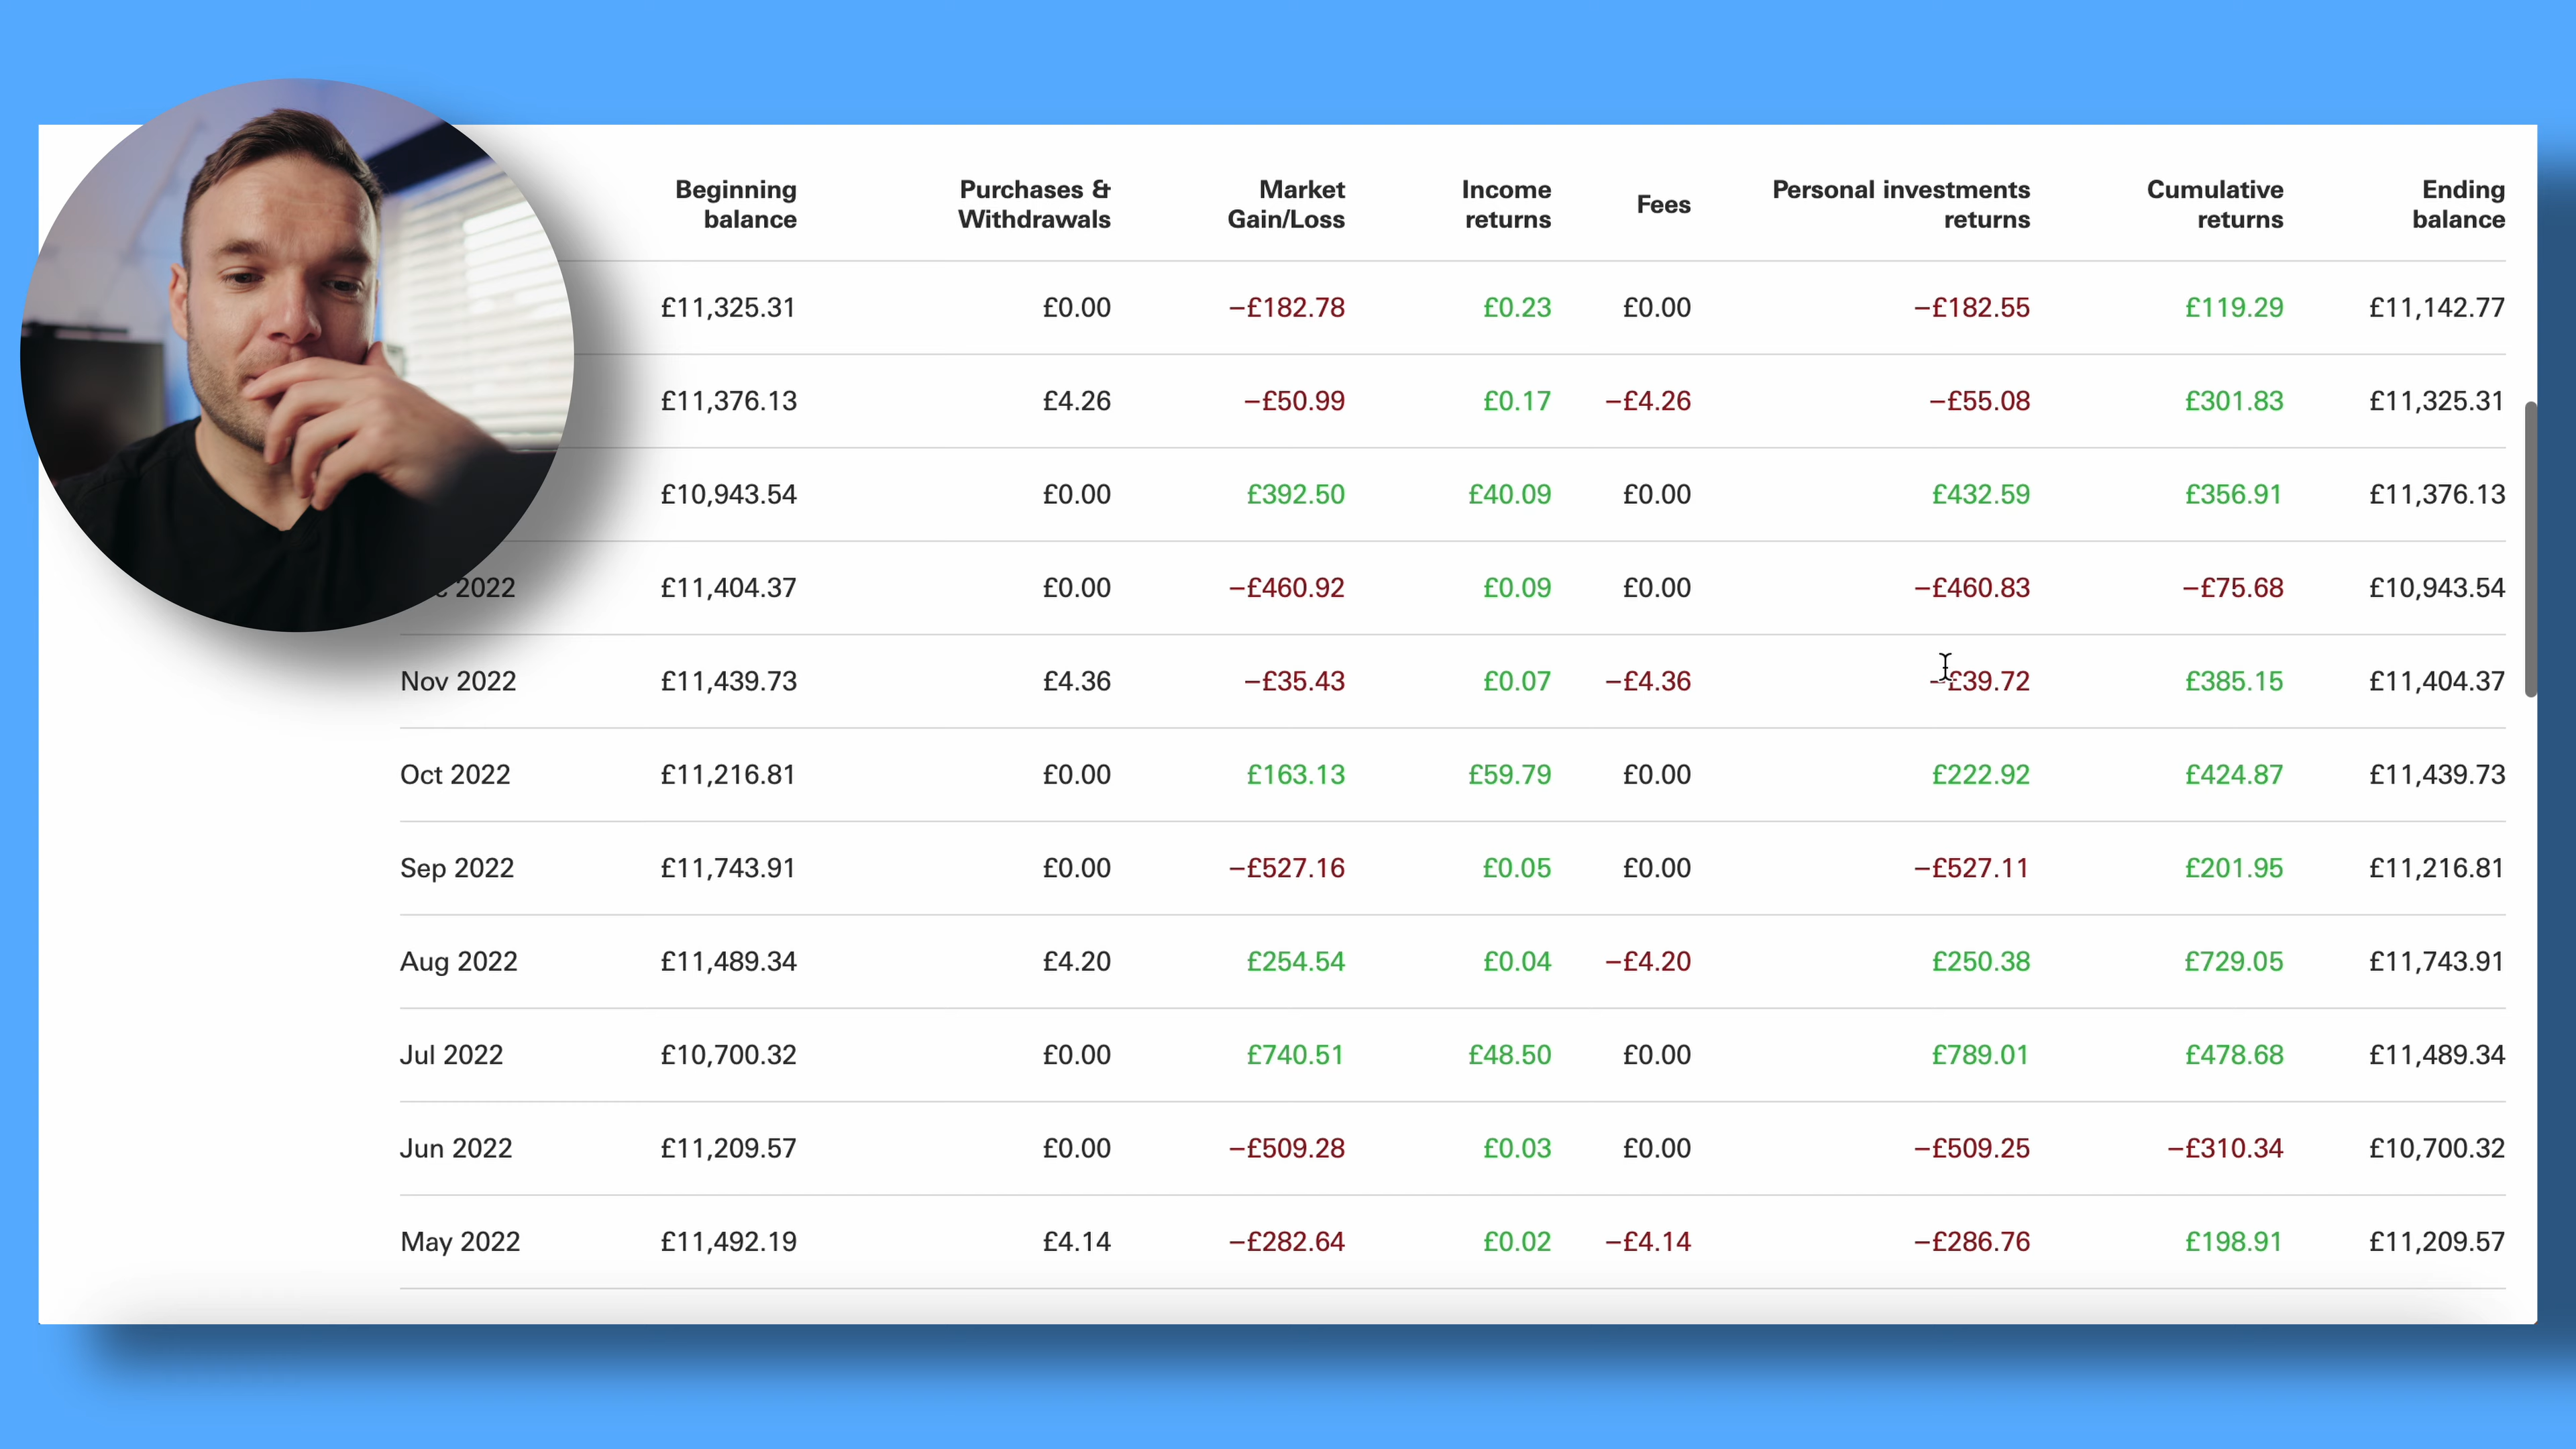 Beginning balance Purchases & Withdrawals Market Gain/Loss Income returns Fees Personal investments returns Cumulative returns Ending balance
£11,325.31 £0.00 −£182.78 £0.23 £0.00 −£182.55 £119.29 £11,142.77
£11,376.13 £4.26 −£50.99 £0.17 −£4.26 −£55.08 £301.83 £11,325.31
£10,943.54 £0.00 £392.50 £40.09 £0.00 £432.59 £356.91 £11,376.13
2022 £11,404.37 £0.00 −£460.92 £0.09 £0.00 −£460.83 −£75.68 £10,943.54
Nov 2022 £11,439.73 £4.36 −£35.43 £0.07 −£4.36 −£39.72 £385.15 £11,404.37
Oct 2022 £11,216.81 £0.00 £163.13 £59.79 £0.00 £222.92 £424.87 £11,439.73
Sep 2022 £11,743.91 £0.00 −£527.16 £0.05 £0.00 −£527.11 £201.95 £11,216.81
Aug 2022 £11,489.34 £4.20 £254.54 £0.04 −£4.20 £250.38 £729.05 £11,743.91
Jul 2022 £10,700.32 £0.00 £740.51 £48.50 £0.00 £789.01 £478.68 £11,489.34
Jun 2022 £11,209.57 £0.00 −£509.28 £0.03 £0.00 −£509.25 −£310.34 £10,700.32
May 2022 £11,492.19 £4.14 −£282.64 £0.02 −£4.14 −£286.76 £198.91 £11,209.57